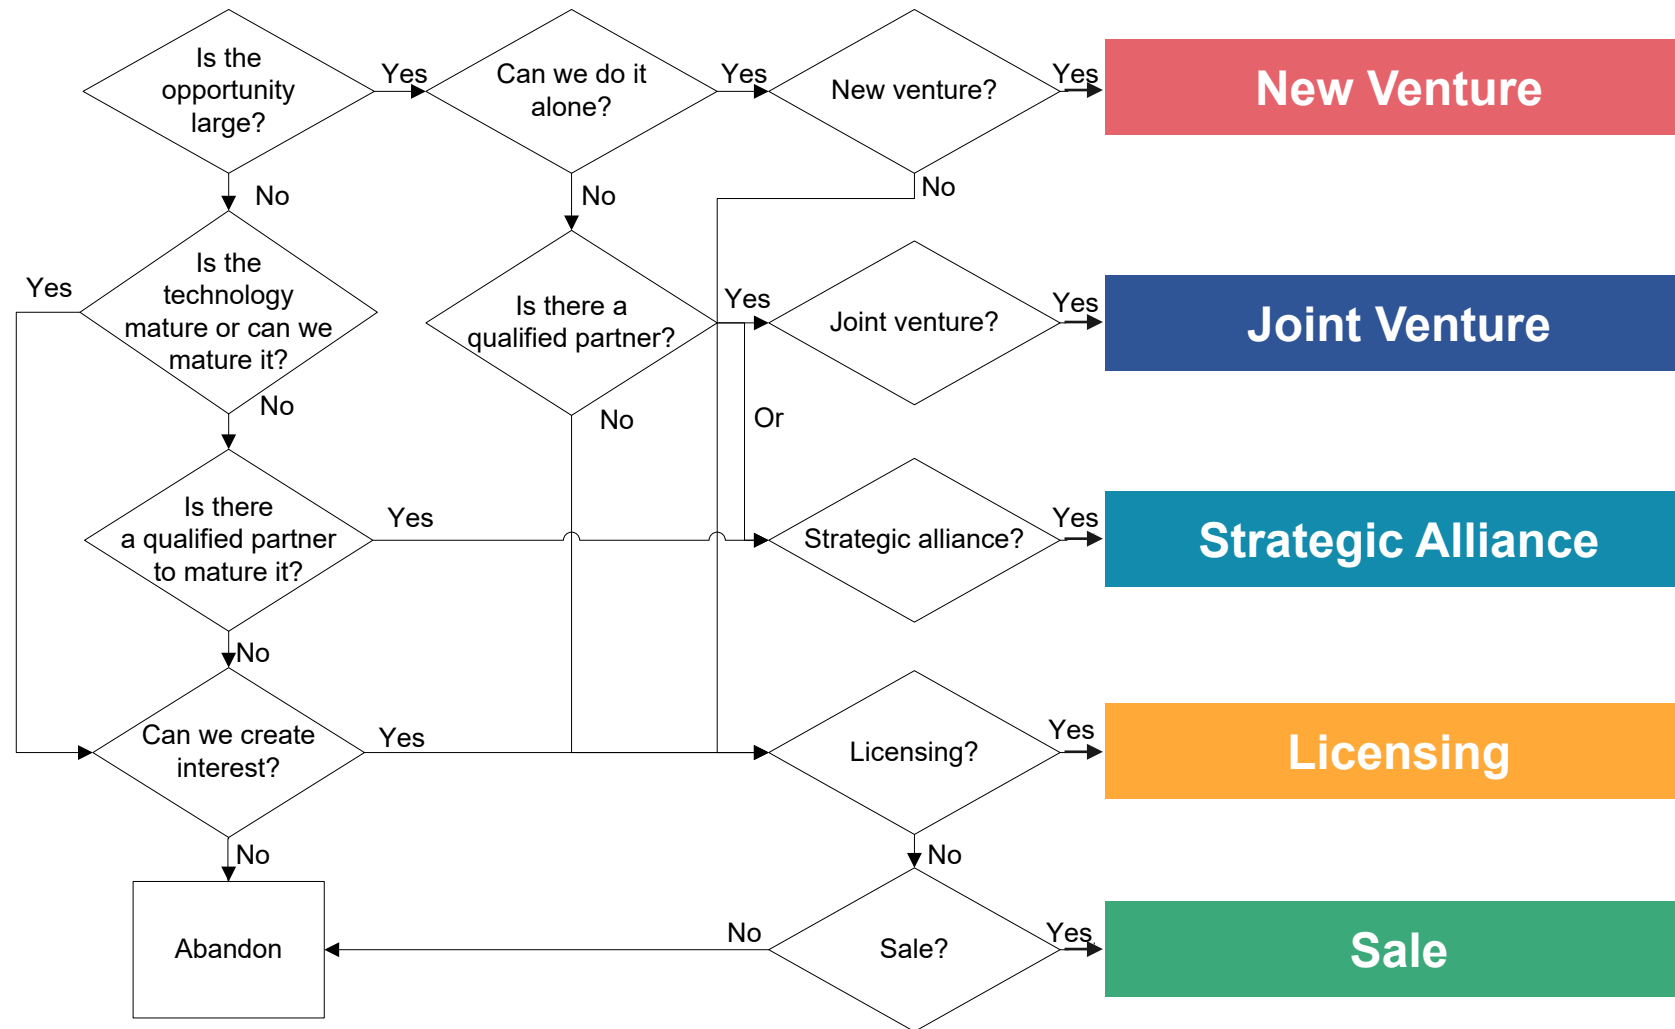 Is the
opportunity
large?
Yes
Can we do it
alone?
Yes
New venture?
Yes
New Venture
No
No
No
Is the
technology
mature or can we
mature it?
Yes
Is there a
qualified partner?
Yes
Joint venture?
Yes
Joint Venture
No
No
Or
Is there
a qualified partner
to mature it?
Yes
Strategic alliance?
Yes
Strategic Alliance
No
Can we create
interest?
Yes
Licensing?
Yes
Licensing
No
No
Abandon
No
Sale?
Yes
Sale